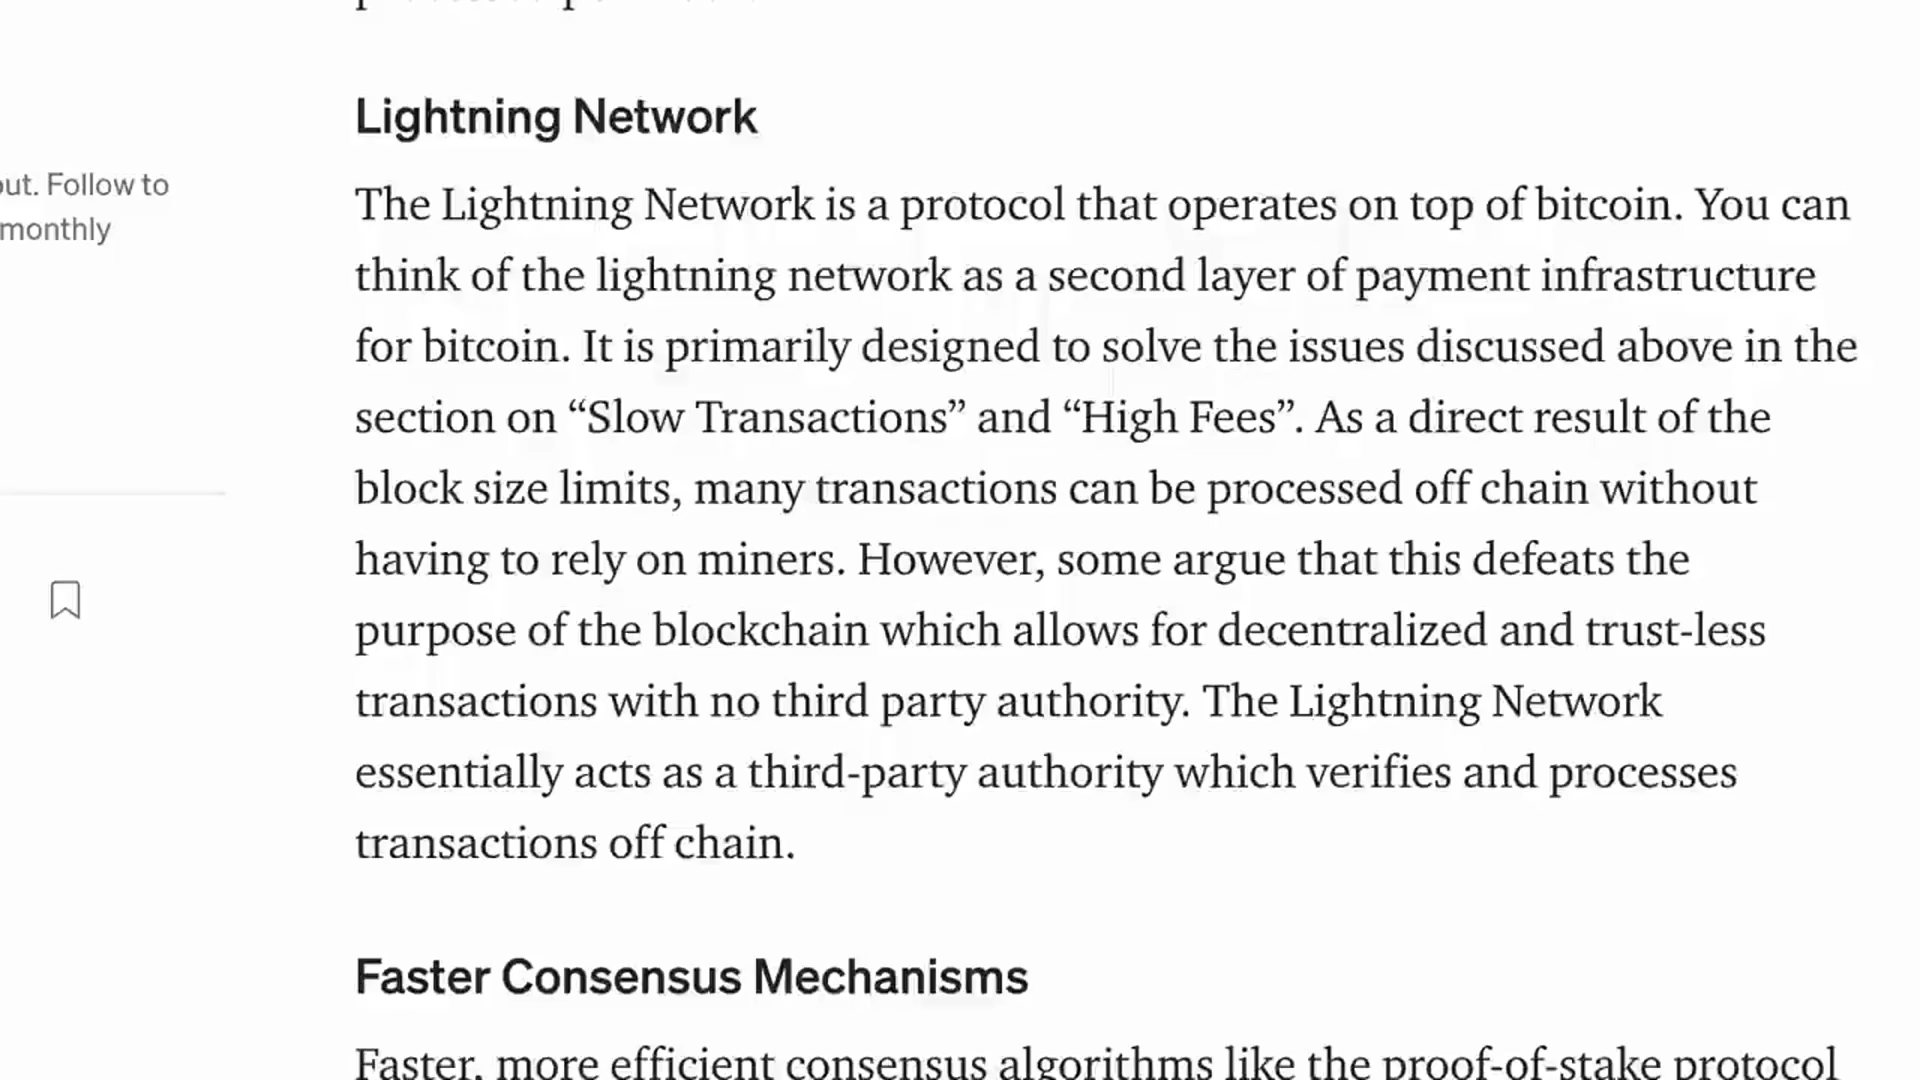 Lightning Network
out. Follow to
monthly
The Lightning Network is a protocol that operates on top of bitcoin. You can
think of the lightning network as a second layer of payment infrastructure
for bitcoin. It is primarily designed to solve the issues discussed above in the
section on “Slow Transactions” and “High Fees”. As a direct result of the
block size limits, many transactions can be processed off chain without
having to rely on miners. However, some argue that this defeats the
purpose of the blockchain which allows for decentralized and trust-less
transactions with no third party authority. The Lightning Network
essentially acts as a third-party authority which verifies and processes
transactions off chain.
Faster Consensus Mechanisms
Faster, more efficient consensus algorithms like the proof-of-stake protocol